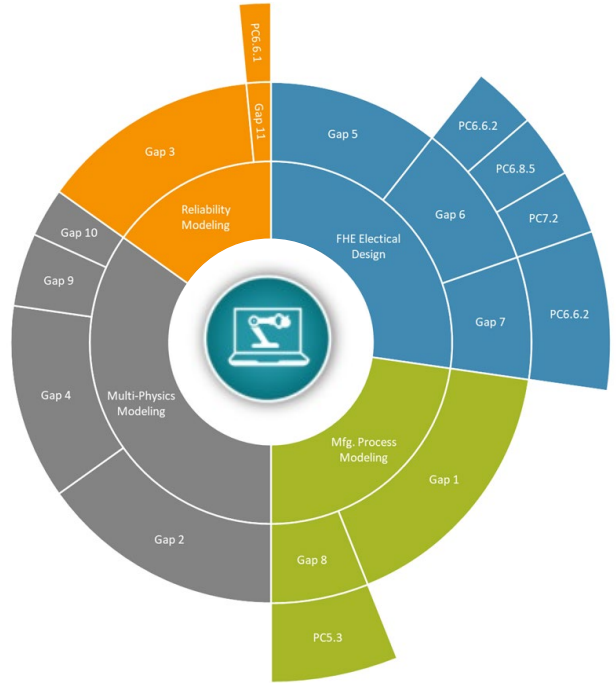 PC6.6.1
Gap 11
Gap 3
Gap 5
PC6.6.2
PC6.8.5
Gap 6
PC7.2
Reliability
Modeling
FHE Electical
Design
Gap 10
Gap 9
Gap 7
PC6.6.2
Gap 4
Multi-Physics
Modeling
Mfg. Process
Modeling
Gap 1
Gap 2
Gap 8
PC5.3